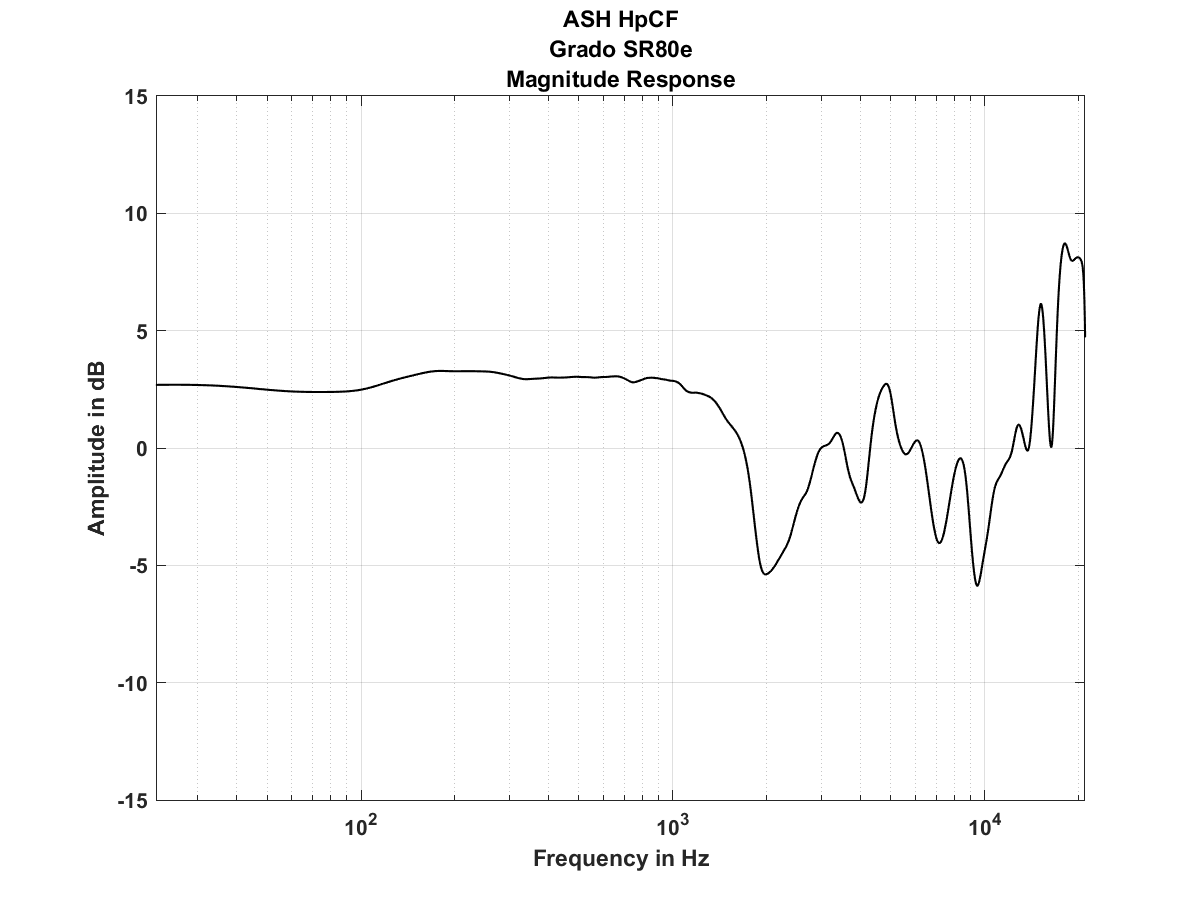 ASH HpCF
Grado SR80e
Magnitude Response
15
10
5
0
-5
-10
-15
Amplitude in dB
10² 10³ 10⁴
Frequency in Hz